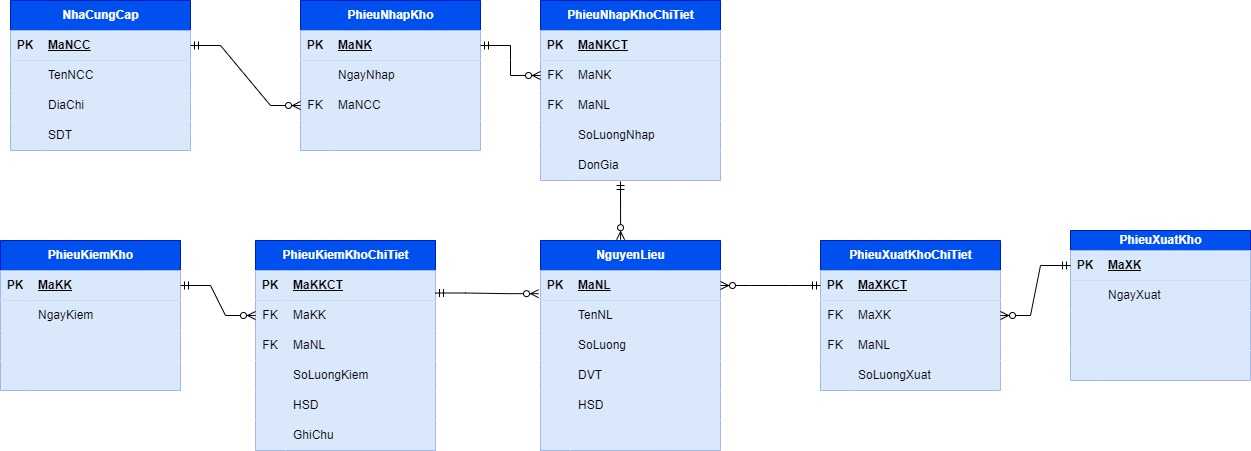 NhaCungCap
PK MaNCC
TenNCC
DiaChi
SDT
PhieuNhapKho
PK MaNK
NgayNhap
FK MaNCC
PhieuNhapKhoChiTiet
PK MaNKCT
FK MaNK
FK MaNL
SoLuongNhap
DonGia
PhieuKiemKho
PK MaKK
NgayKiem
PhieuKiemKhoChiTiet
PK MaKKCT
FK MaKK
FK MaNL
SoLuongKiem
HSD
GhiChu
NguyenLieu
PK MaNL
TenNL
SoLuong
DVT
HSD
PhieuXuatKhoChiTiet
PK MaXKCT
FK MaXK
FK MaNL
SoLuongXuat
PhieuXuatKho
PK MaXK
NgayXuat